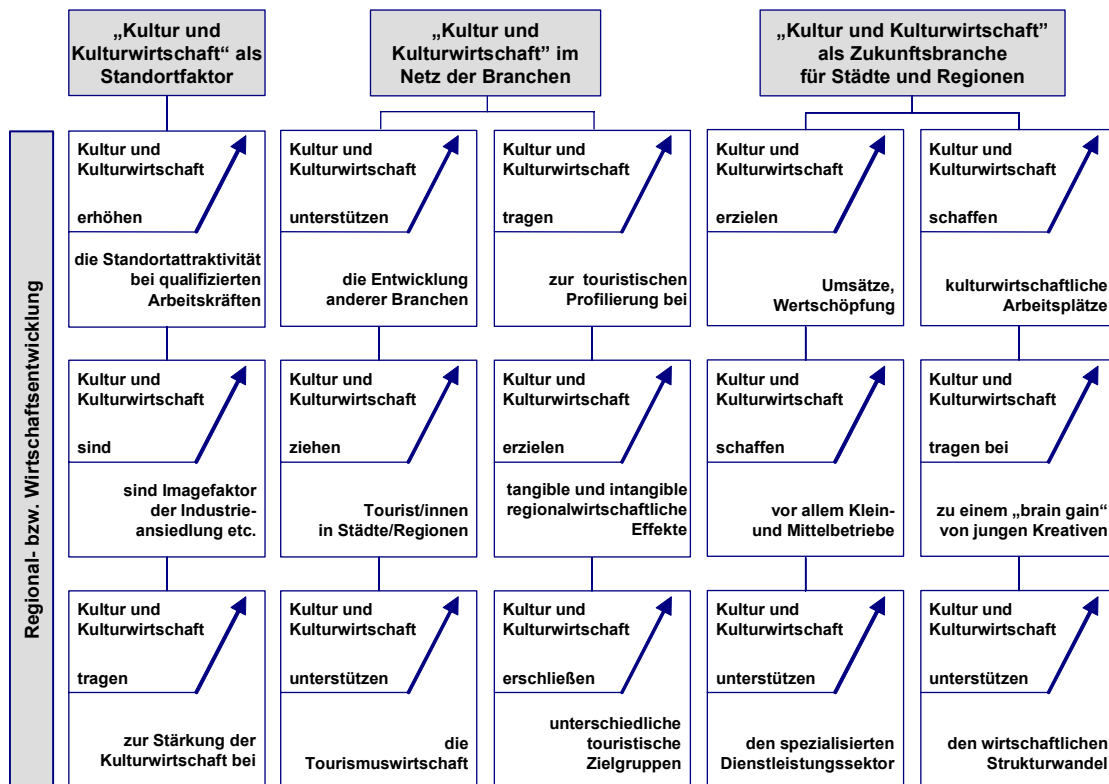 „Kultur und
Kulturwirtschaft“ als
Standortfaktor
„Kultur und
Kulturwirtschaft” im
Netz der Branchen
„Kultur und Kulturwirtschaft”
als Zukunftsbranche
für Städte und Regionen
Regional- bzw. Wirtschaftsentwicklung
Kultur und
Kulturwirtschaft
erhöhen
die Standortattraktivität
bei qualifizierten
Arbeitskräften
Kultur und
Kulturwirtschaft
unterstützen
die Entwicklung
anderer Branchen
Kultur und
Kulturwirtschaft
tragen
zur touristischen
Profilierung bei
Kultur und
Kulturwirtschaft
erzielen
Umsätze,
Wertschöpfung
Kultur und
Kulturwirtschaft
schaffen
kulturwirtschaftliche
Arbeitsplätze
Kultur und
Kulturwirtschaft
sind
sind Imagefaktor
der Industrie-
ansiedlung etc.
Kultur und
Kulturwirtschaft
ziehen
Tourist/innen
in Städte/Regionen
Kultur und
Kulturwirtschaft
erzielen
tangible und intangible
regionalwirtschaftliche
Effekte
Kultur und
Kulturwirtschaft
schaffen
vor allem Klein-
und Mittelbetriebe
Kultur und
Kulturwirtschaft
tragen bei
zu einem „brain gain“
von jungen Kreativen
Kultur und
Kulturwirtschaft
tragen
zur Stärkung der
Kulturwirtschaft bei
Kultur und
Kulturwirtschaft
unterstützen
die
Tourismuswirtschaft
Kultur und
Kulturwirtschaft
erschließen
unterschiedliche
touristische
Zielgruppen
Kultur und
Kulturwirtschaft
unterstützen
den spezialisierten
Dienstleistungssektor
Kultur und
Kulturwirtschaft
unterstützen
den wirtschaftlichen
Strukturwandel